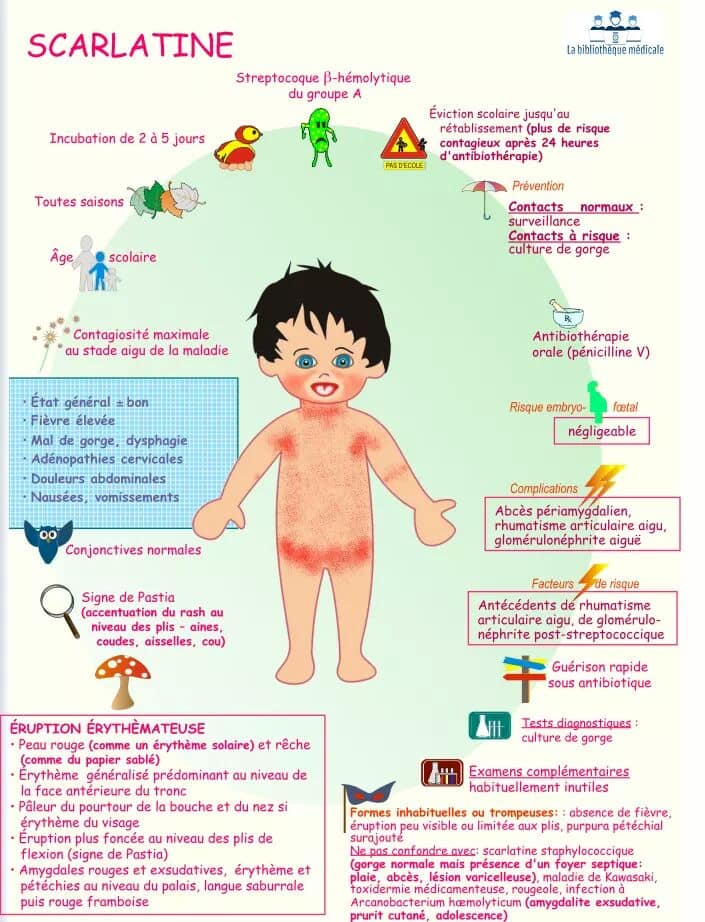 SCARLATINE
La bibliothèque médicale
Streptocoque β-hémolytique
du groupe A
Incubation de 2 à 5 jours
Éviction scolaire jusqu'au
rétablissement (plus de risque
contagieux après 24 heures
d'antibiothérapie)
PAS D'ECOLE
Toutes saisons
Prévention
Contacts normaux :
surveillance
Contacts à risque :
culture de gorge
Âge scolaire
Contagiosité maximale
au stade aigu de la maladie
Rx
Antibiothérapie
orale (pénicilline V)
• État général ± bon
• Fièvre élevée
• Mal de gorge, dysphagie
• Adénopathies cervicales
• Douleurs abdominales
• Nausées, vomissements
Risque embryo- fœtal
négligeable
Complications
Abcès périamygdalien,
rhumatisme articulaire aigu,
glomérulonéphrite aiguë
Conjonctives normales
Signe de Pastia
(accentuation du rash au
niveau des plis – aines,
coudes, aisselles, cou)
Facteurs de risque
Antécédents de rhumatisme
articulaire aigu, de glomérulo-
néphrite post-streptococcique
Guérison rapide
sous antibiotique
Tests diagnostiques :
culture de gorge
Examens complémentaires
habituellement inutiles
ÉRUPTION ÉRYTHÈMATEUSE
• Peau rouge (comme un érythème solaire) et rêche
(comme du papier sablé)
• Érythème généralisé prédominant au niveau de
la face antérieure du tronc
• Pâleur du pourtour de la bouche et du nez si
érythème du visage
• Éruption plus foncée au niveau des plis de
flexion (signe de Pastia)
• Amygdales rouges et exsudatives, érythème et
pétéchies au niveau du palais, langue saburrale
puis rouge framboise
Formes inhabituelles ou trompeuses: : absence de fièvre,
éruption peu visible ou limitée aux plis, purpura pétéchial
surajouté
Ne pas confondre avec: scarlatine staphylococcique
(gorge normale mais présence d'un foyer septique:
plaie, abcès, lésion varicelleuse), maladie de Kawasaki,
toxidermie médicamenteuse, rougeole, infection à
Arcanobacterium hæmolyticum (amygdalite exsudative,
prurit cutané, adolescence)